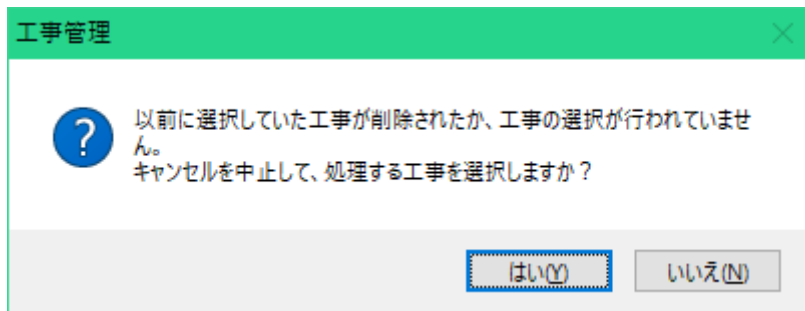 工事管理
以前に選択していた工事が削除されたか、工事の選択が行われていませ
ん。
キャンセルを中止して、処理する工事を選択しますか？
はい(Y)
いいえ(N)